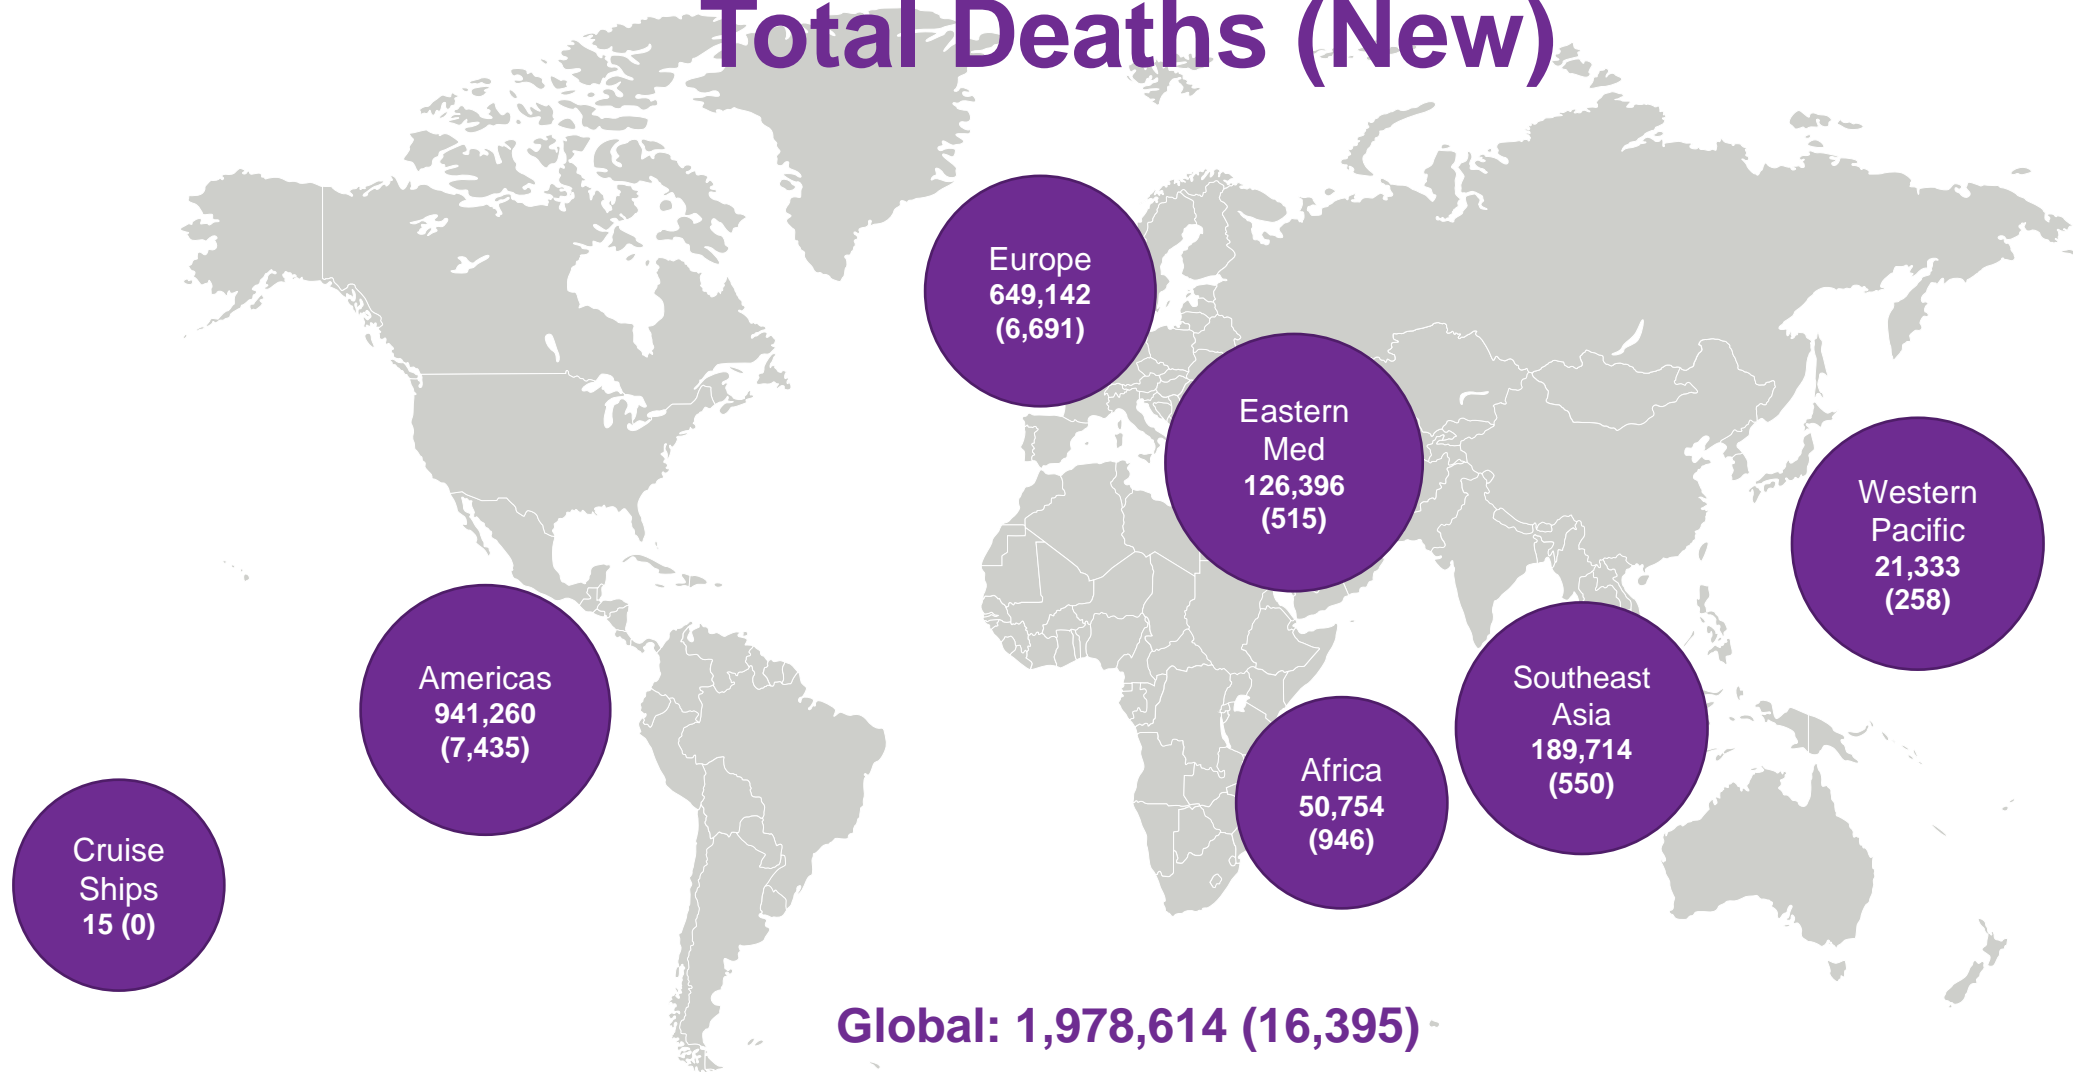 Total Deaths (New)
Europe
649,142
(6,691)
Eastern
Med
126,396
(515)
Western
Pacific
21,333
(258)
Americas
941,260
(7,435)
Southeast
Asia
189,714
(550)
Africa
50,754
(946)
Cruise
Ships
15 (0)
Global: 1,978,614 (16,395)